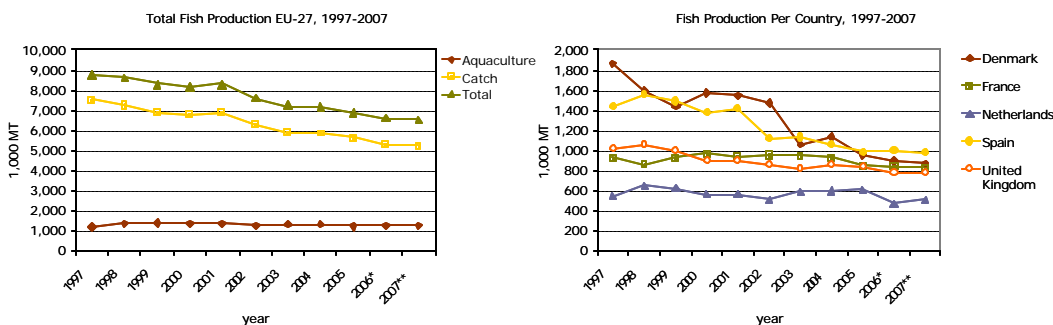 Total Fish Production EU-27, 1997-2007
10,000
9,000
8,000
7,000
6,000
5,000
4,000
3,000
2,000
1,000
0
1,000 MT
1997
1998
1999
2000
2001
2002
2003
2004
2005
2006*
2007**
year
Aquaculture
Catch
Total
Fish Production Per Country, 1997-2007
2,000
1,800
1,600
1,400
1,200
1,000
800
600
400
200
0
1,000 MT
1997
1998
1999
2000
2001
2002
2003
2004
2005
2006*
2007**
year
Denmark
France
Netherlands
Spain
United
Kingdom